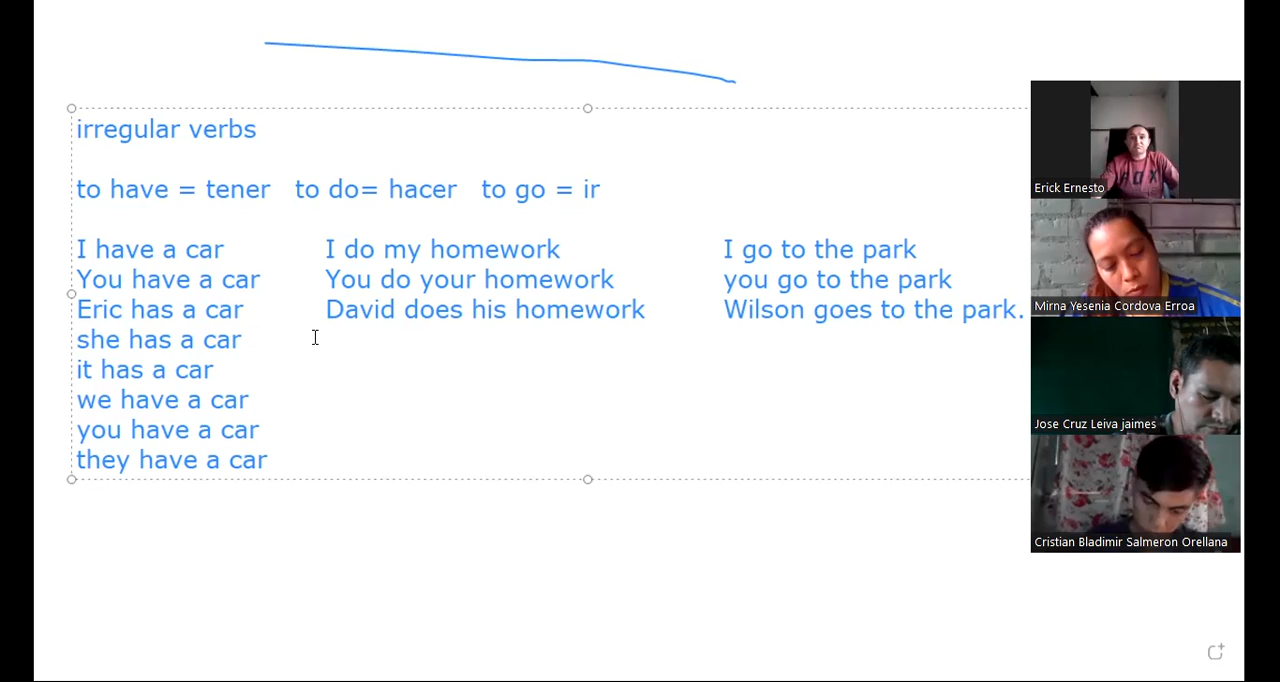 irregular verbs
to have = tener   to do= hacer   to go = ir
I have a car   I do my homework   I go to the park
You have a car   You do your homework   you go to the park
Eric has a car   David does his homework   Wilson goes to the park.
she has a car
it has a car
we have a car
you have a car
they have a car
Erick Ernesto
Mirna Yesenia Cordova Erroa
Jose Cruz Leiva jaimes
Cristian Bladimir Salmeron Orellana